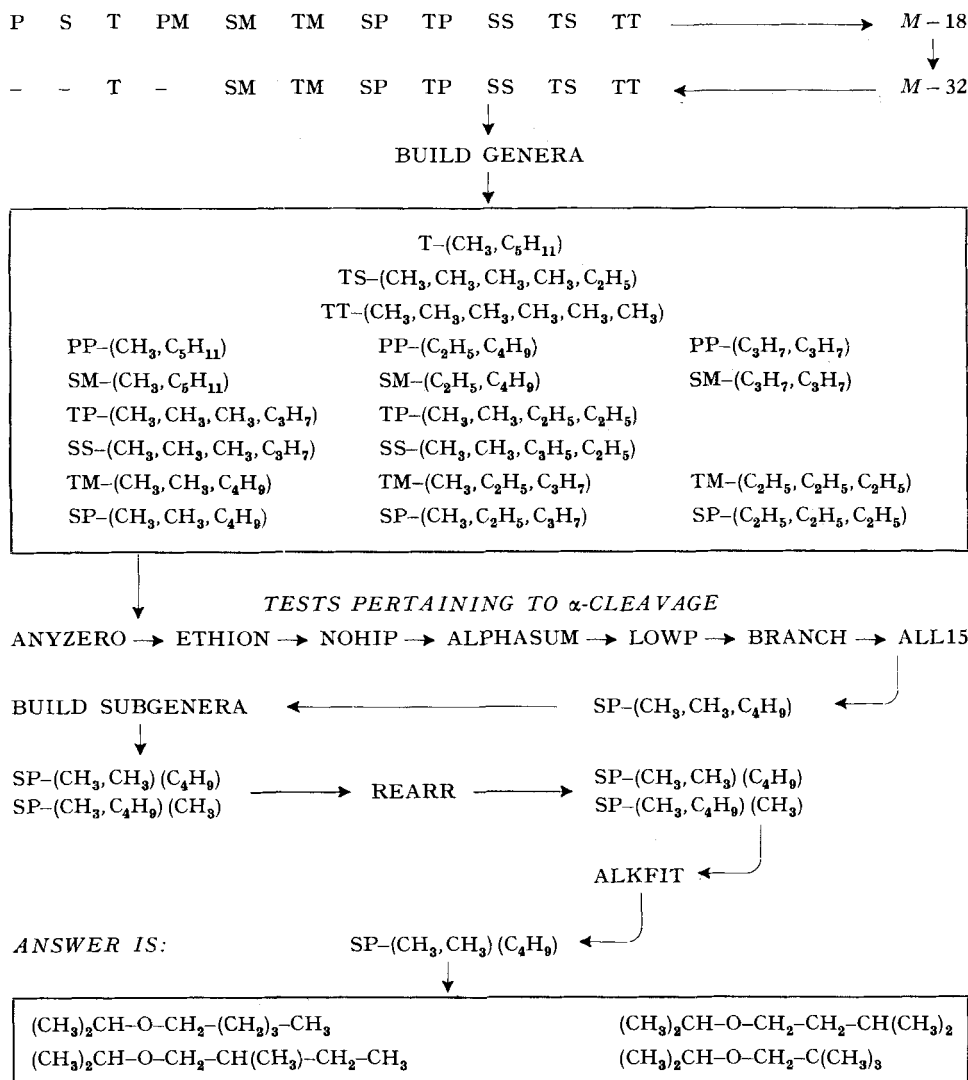 P S T PM SM TM SP TP SS TS TT M − 18
– – T – SM TM SP TP SS TS TT M − 32
BUILD GENERA
T–(CH₃, C₅H₁₁)
TS–(CH₃, CH₃, CH₃, CH₃, C₂H₅)
TT–(CH₃, CH₃, CH₃, CH₃, CH₃, CH₃)
PP–(CH₃, C₅H₁₁) PP–(C₂H₅, C₄H₉) PP–(C₃H₇, C₃H₇)
SM–(CH₃, C₅H₁₁) SM–(C₂H₅, C₄H₉) SM–(C₃H₇, C₃H₇)
TP–(CH₃, CH₃, CH₃, C₃H₇) TP–(CH₃, CH₃, C₂H₅, C₂H₅)
SS–(CH₃, CH₃, CH₃, C₃H₇) SS–(CH₃, CH₃, C₃H₅, C₂H₅)
TM–(CH₃, CH₃, C₄H₉) TM–(CH₃, C₂H₅, C₃H₇) TM–(C₂H₅, C₂H₅, C₂H₅)
SP–(CH₃, CH₃, C₄H₉) SP–(CH₃, C₂H₅, C₃H₇) SP–(C₂H₅, C₂H₅, C₂H₅)
TESTS PERTAINING TO α-CLEAVAGE
ANYZERO → ETHION → NOHIP → ALPHASUM → LOWP → BRANCH → ALL15
BUILD SUBGENERA SP–(CH₃, CH₃, C₄H₉)
SP–(CH₃, CH₃) (C₄H₉) REARR SP–(CH₃, CH₃) (C₄H₉)
SP–(CH₃, C₄H₉) (CH₃) SP–(CH₃, C₄H₉) (CH₃)
ALKFIT
ANSWER IS: SP–(CH₃, CH₃) (C₄H₉)
(CH₃)₂CH–O–CH₂–(CH₂)₃–CH₃ (CH₃)₂CH–O–CH₂–CH₂–CH(CH₃)₂
(CH₃)₂CH–O–CH₂–CH(CH₃)–CH₂–CH₃ (CH₃)₂CH–O–CH₂–C(CH₃)₃